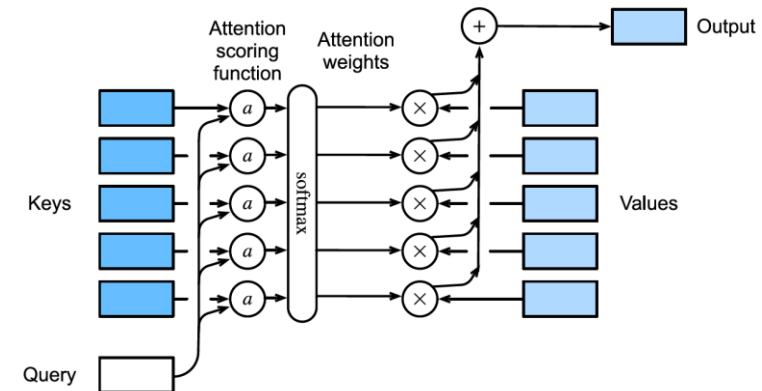 Attention
scoring
function
Attention
weights
+
Output
Keys
a
a
a
a
a
softmax
×
×
×
×
×
Values
Query